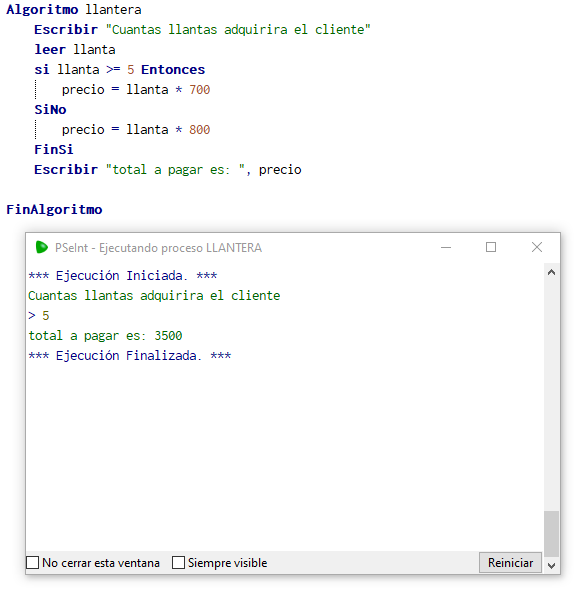 Algoritmo llantera
Escribir "Cuantas llantas adquirira el cliente"
leer llanta
si llanta >= 5 Entonces
precio = llanta * 700
SiNo
precio = llanta * 800
FinSi
Escribir "total a pagar es: ", precio
FinAlgoritmo
PSeInt - Ejecutando proceso LLANTERA
*** Ejecución Iniciada. ***
Cuantas llantas adquirira el cliente
> 5
total a pagar es: 3500
*** Ejecución Finalizada. ***
No cerrar esta ventana Siempre visible Reiniciar